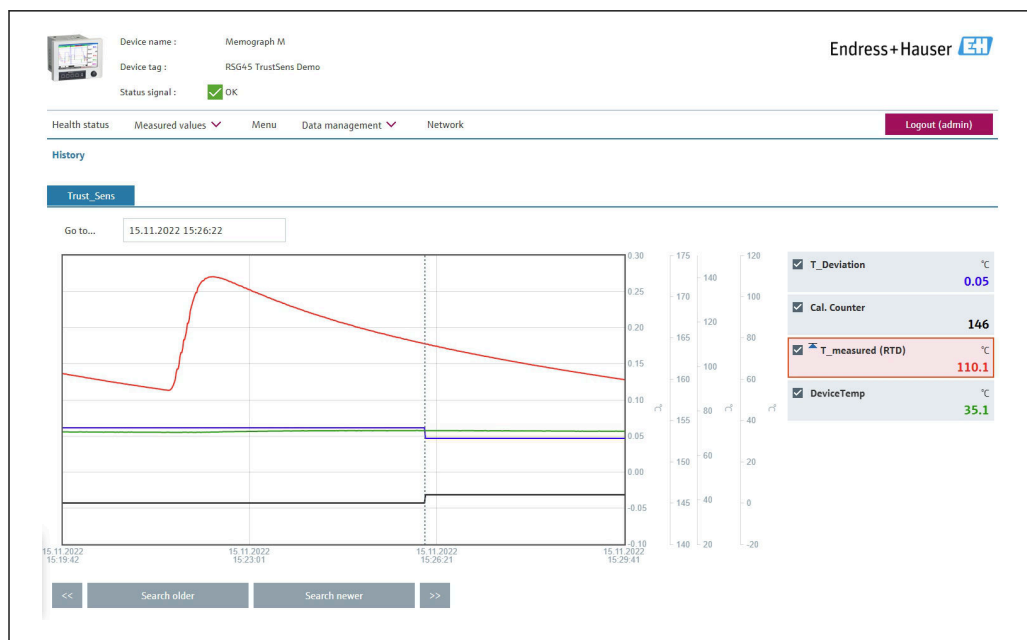 Device name : Memograph M
Endress+Hauser EH
Device tag : RSG45 TrustSens Demo
Status signal : OK
Health status Measured values Menu Data management Network Logout (admin)
History
Trust_Sens
Go to... 15.11.2022 15:26:22
0.30 175 120
T_Deviation °C
140
0.25 170 100
0.05
Cal. Counter
120
0.20 165 80
146
T_measured (RTD) °C
0.15 160 100 60
110.1
0.10
DeviceTemp °C
°C 155 80 °C °C 40
35.1
0.05
150 60 20
0.00
145 40 0
-0.05
-0.10 140 20 -20
15.11.2022 15.11.2022 15.11.2022 15.11.2022
15:19:42 15:23:01 15:26:21 15:29:41
<< Search older Search newer >>